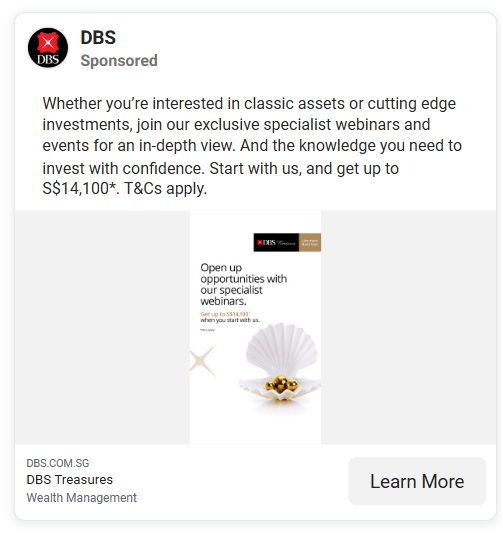 DBS
DBS
Sponsored
Whether you’re interested in classic assets or cutting edge
investments, join our exclusive specialist webinars and
events for an in-depth view. And the knowledge you need to
invest with confidence. Start with us, and get up to
S$14,100*. T&Cs apply.
DBS Treasures
Open up
opportunities with
our specialist
webinars.
Get up to S$14,100*
when you start with us.
DBS.COM.SG
DBS Treasures
Wealth Management
Learn More